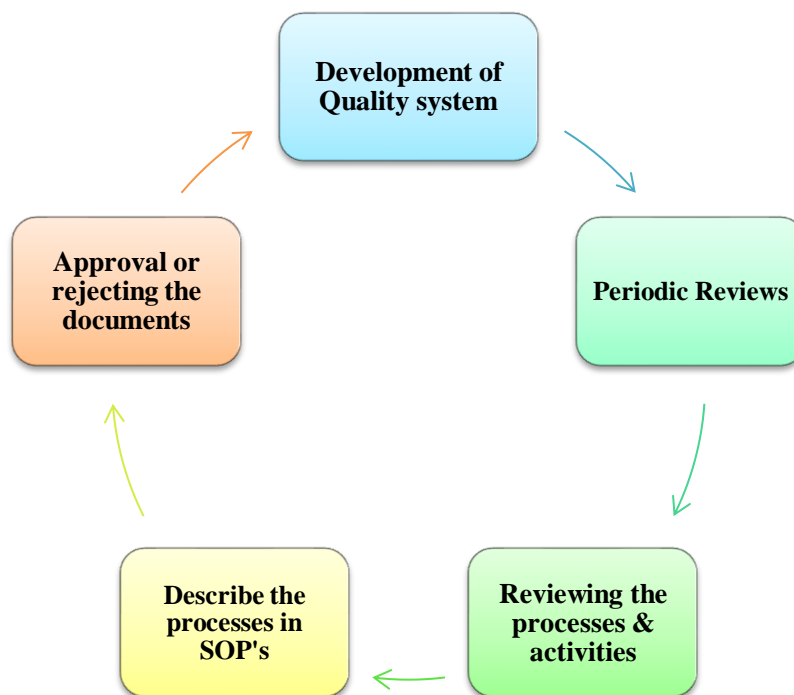 Development of
Quality system
Periodic Reviews
Reviewing the
processes &
activities
Describe the
processes in
SOP's
Approval or
rejecting the
documents